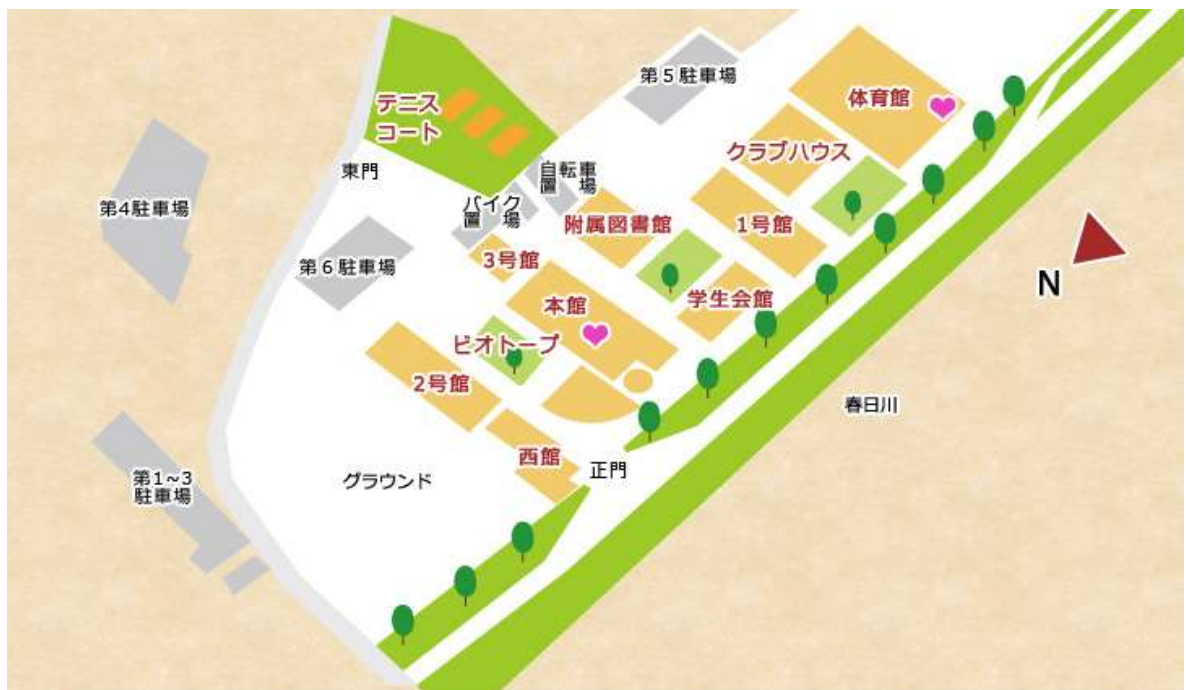 第５駐車場
体育館
テニス
コート
クラブハウス
東門
自転車
置　場
バイク
置　場
第4駐車場
附属図書館
1号館
3号館
第６駐車場
学生会館
本館
N
ビオトープ
2号館
春日川
西館
正門
第1~3
駐車場
グラウンド